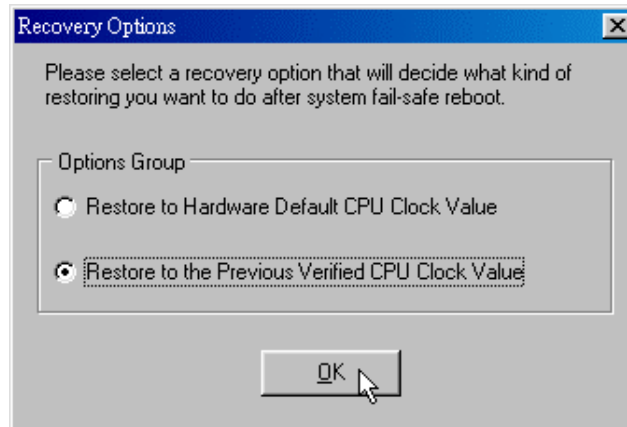 Recovery Options
Please select a recovery option that will decide what kind of
restoring you want to do after system fail-safe reboot.
Options Group
Restore to Hardware Default CPU Clock Value
Restore to the Previous Verified CPU Clock Value
OK